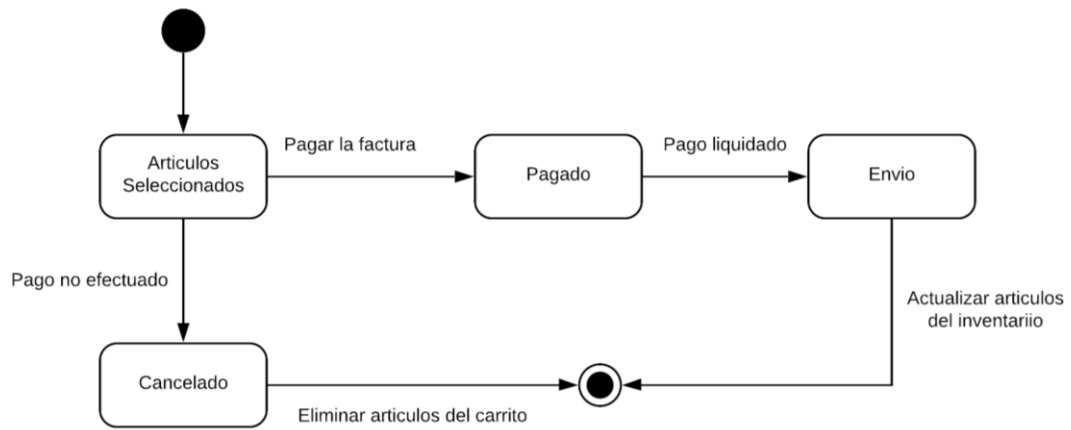 Articulos
Seleccionados
Pagar la factura
Pagado
Pago liquidado
Envio
Pago no efectuado
Actualizar articulos
del inventariio
Cancelado
Eliminar articulos del carrito